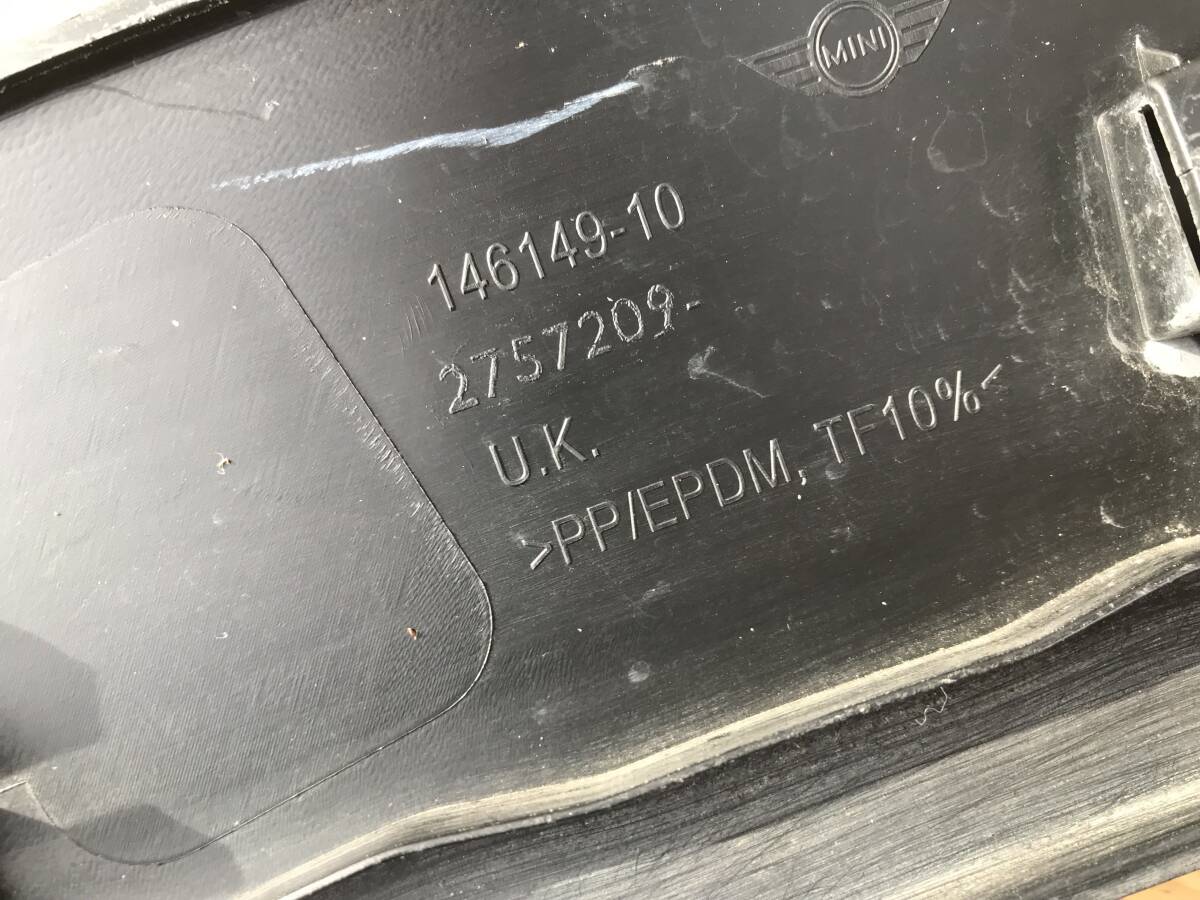 MINI
146149-10
2757209-
U.K.
>PP/EPDM, TF10%<